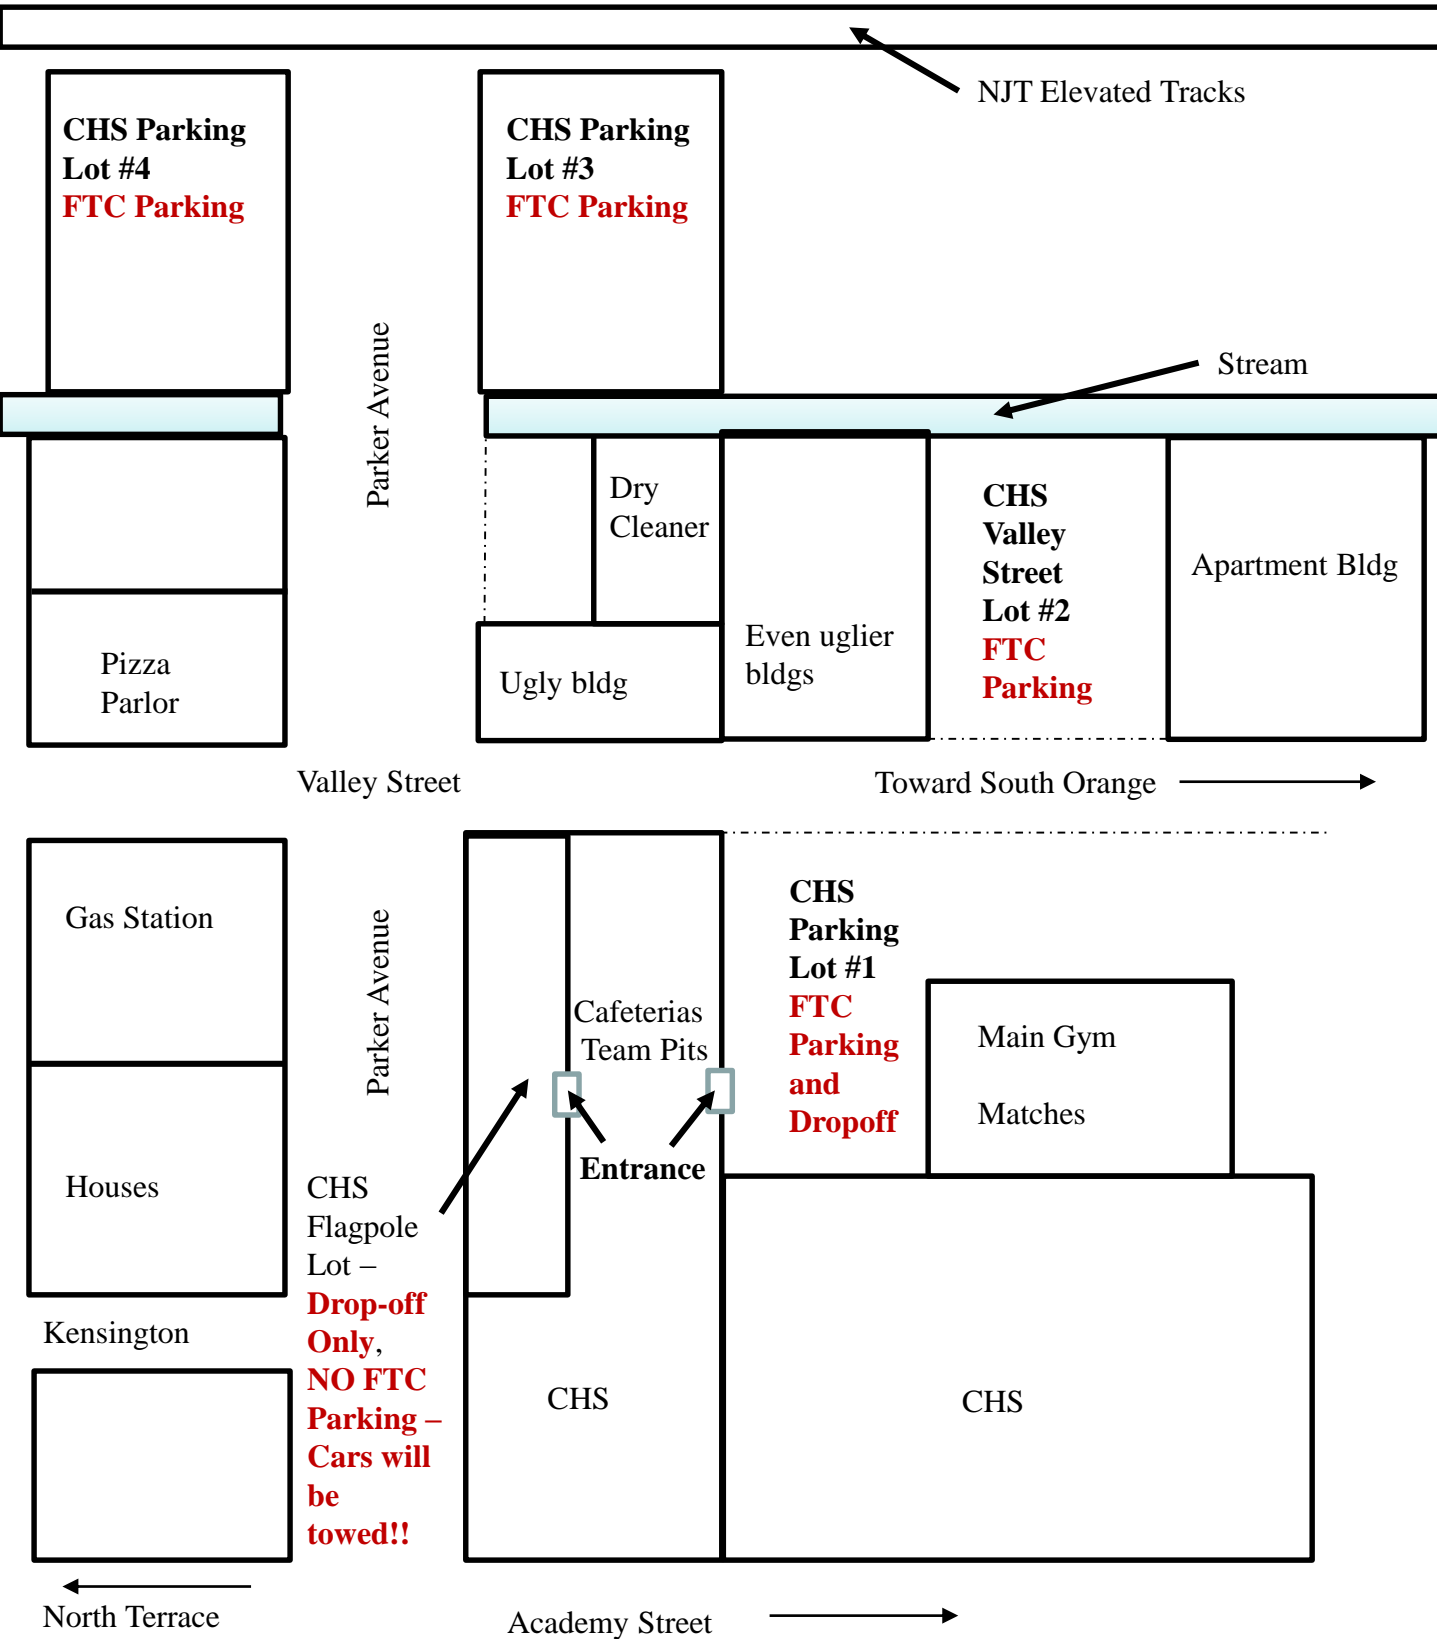 NJT Elevated Tracks
CHS Parking
Lot #4
FTC Parking
CHS Parking
Lot #3
FTC Parking
Parker Avenue
Stream
Dry
Cleaner
CHS
Valley
Street
Lot #2
FTC
Parking
Apartment Bldg
Pizza
Parlor
Ugly bldg
Even uglier
bldgs
Valley Street
Toward South Orange
Gas Station
Parker Avenue
Cafeterias
Team Pits
CHS
Parking
Lot #1
FTC
Parking
and
Dropoff
Main Gym
Matches
Entrance
Houses
CHS
Flagpole
Lot –
Drop-off
Only,
NO FTC
Parking –
Cars will
be
towed!!
Kensington
CHS
CHS
North Terrace
Academy Street